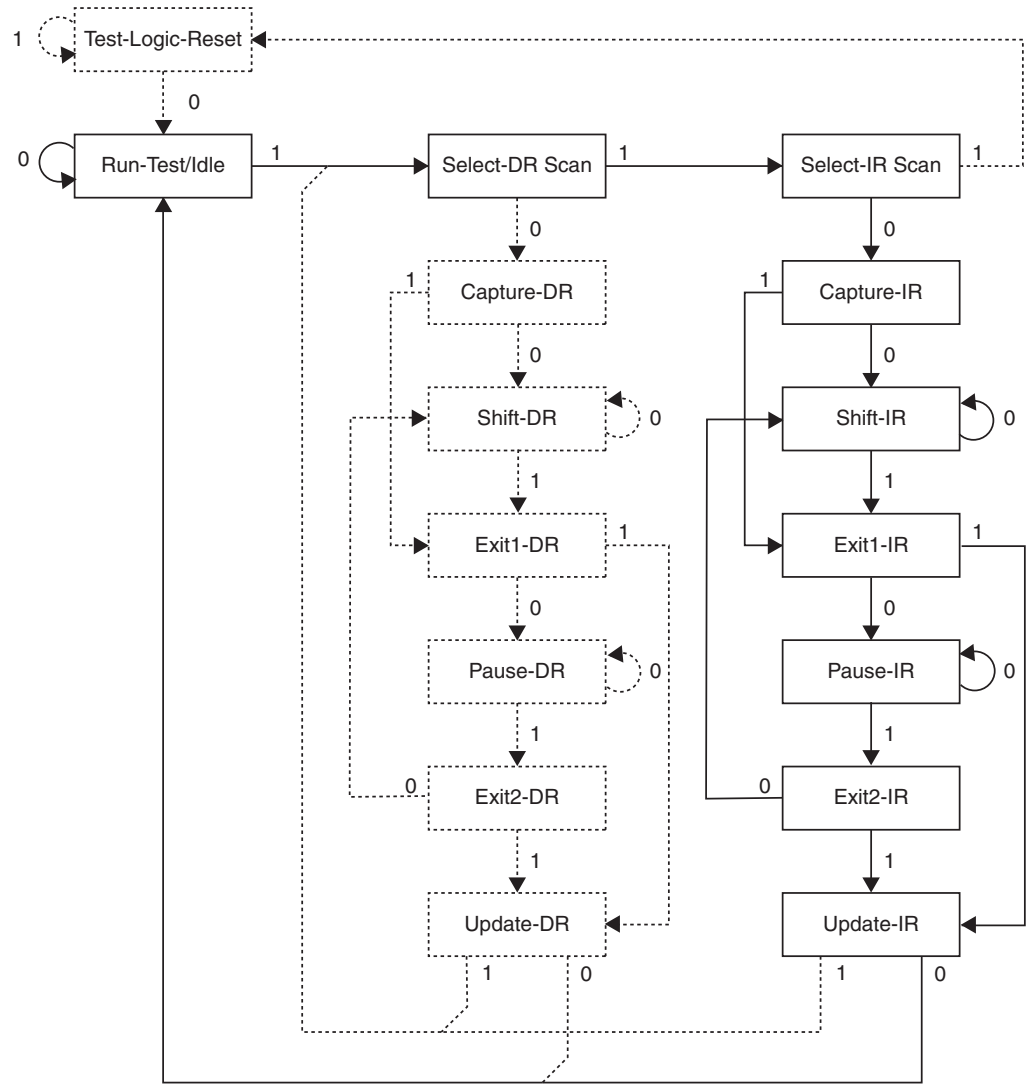 1
Test-Logic-Reset
0
0
Run-Test/Idle
1
Select-DR Scan
1
Select-IR Scan
1
0
0
1
Capture-DR
1
Capture-IR
0
0
Shift-DR
0
Shift-IR
0
1
1
Exit1-DR
1
Exit1-IR
1
0
0
Pause-DR
0
Pause-IR
0
1
1
0
Exit2-DR
0
Exit2-IR
1
1
Update-DR
Update-IR
1
0
1
0